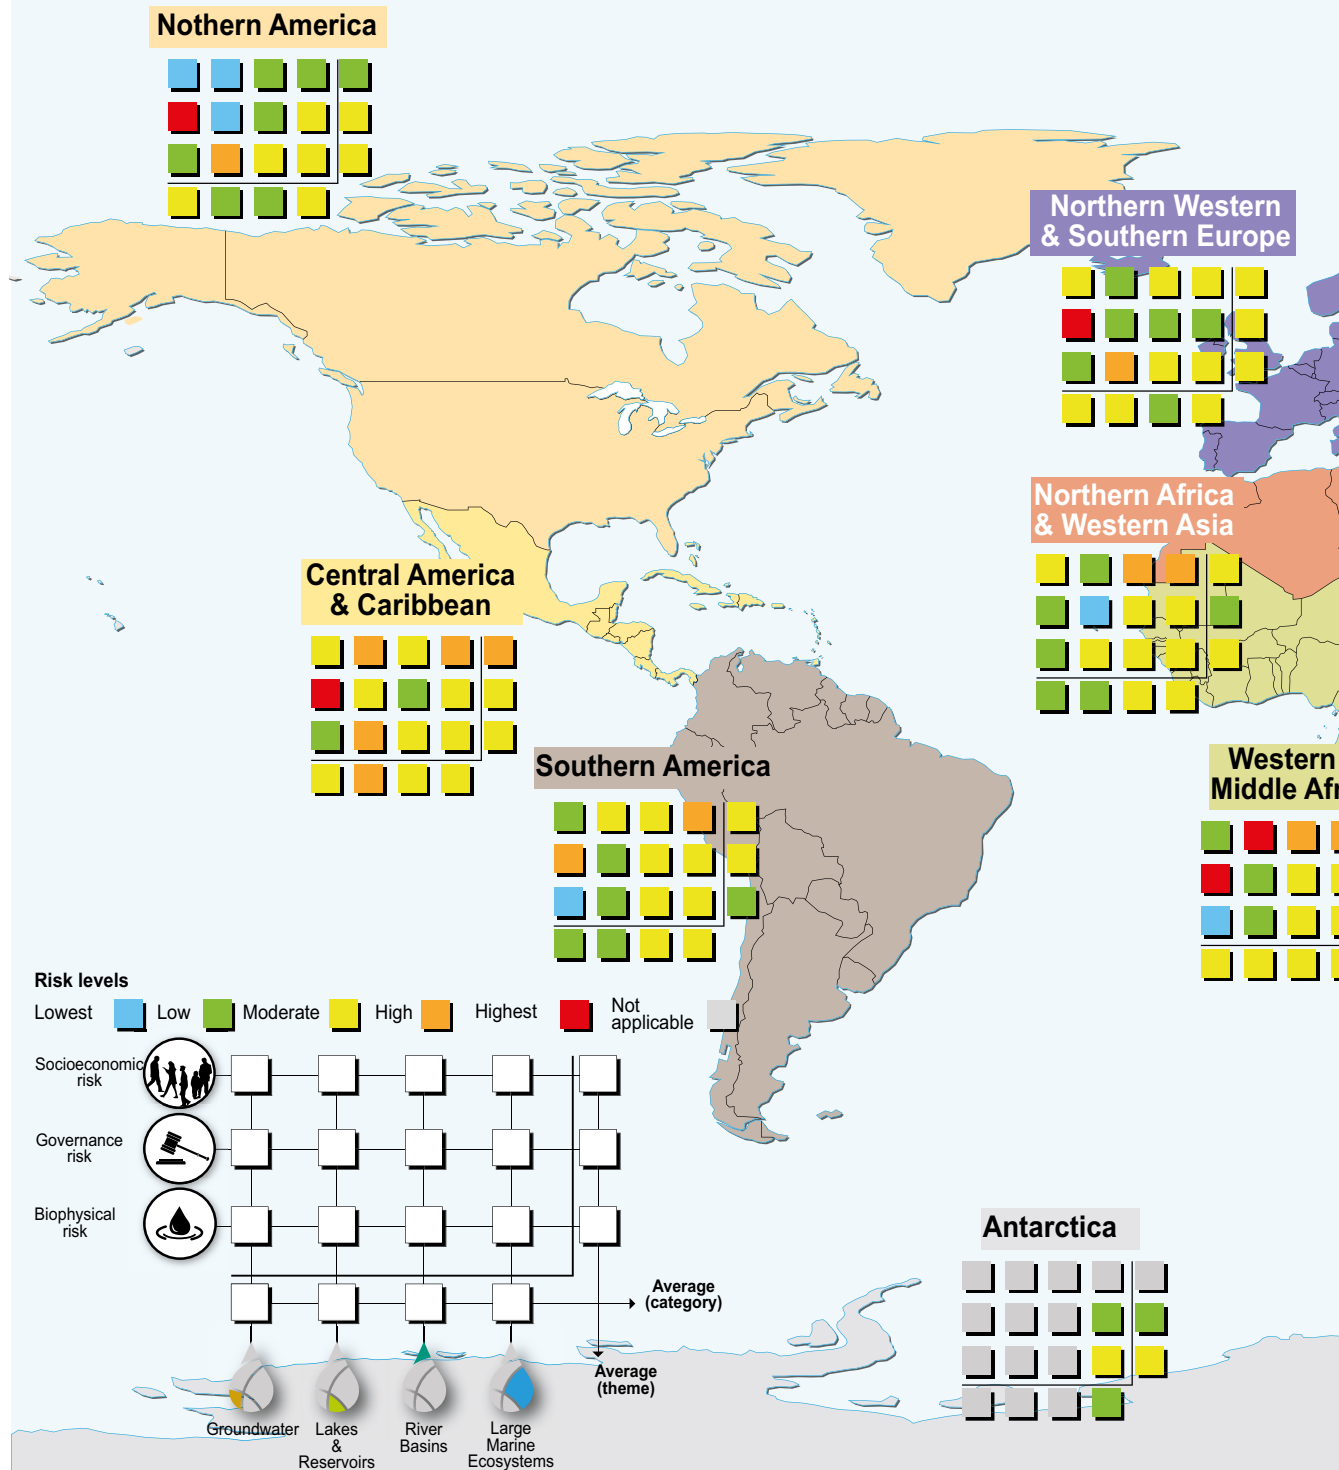 Nothern America
Northern Western
& Southern Europe
Northern Africa
& Western Asia
Central America
& Caribbean
Southern America
Western
Middle Afr
Risk levels
Lowest
Low
Moderate
High
Highest
Not
applicable
Socioeconomic
risk
Governance
risk
Biophysical
risk
Average
(category)
Average
(theme)
Groundwater
Lakes
&
Reservoirs
River
Basins
Large
Marine
Ecosystems
Antarctica